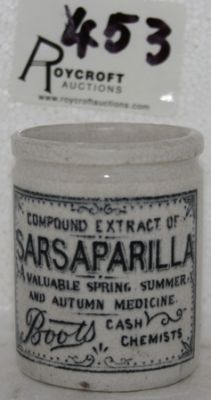 453
ROYCROFT
AUCTIONS
www.roycroftauctions.com
COMPOUND EXTRACT OF
SARSAPARILLA
A VALUABLE SPRING SUMMER
AND AUTUMN MEDICINE.
Boots CASH
CHEMISTS